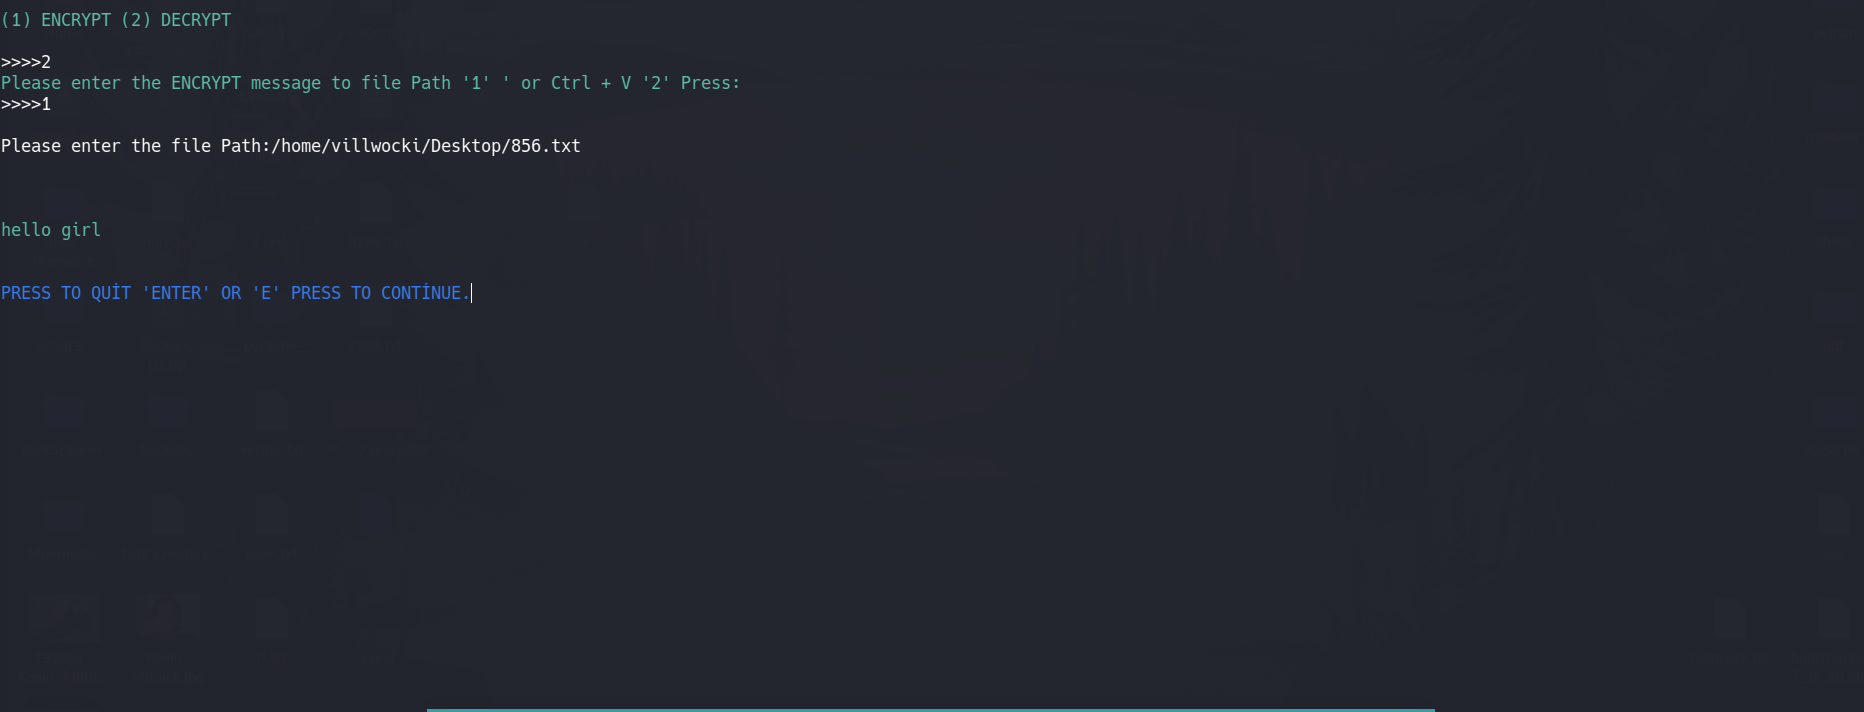 (1) ENCRYPT (2) DECRYPT
>>>>2
Please enter the ENCRYPT message to file Path '1' ' or Ctrl + V '2' Press:
>>>>1
Please enter the file Path:/home/villwocki/Desktop/856.txt
hello girl
PRESS TO QUİT 'ENTER' OR 'E' PRESS TO CONTİNUE.